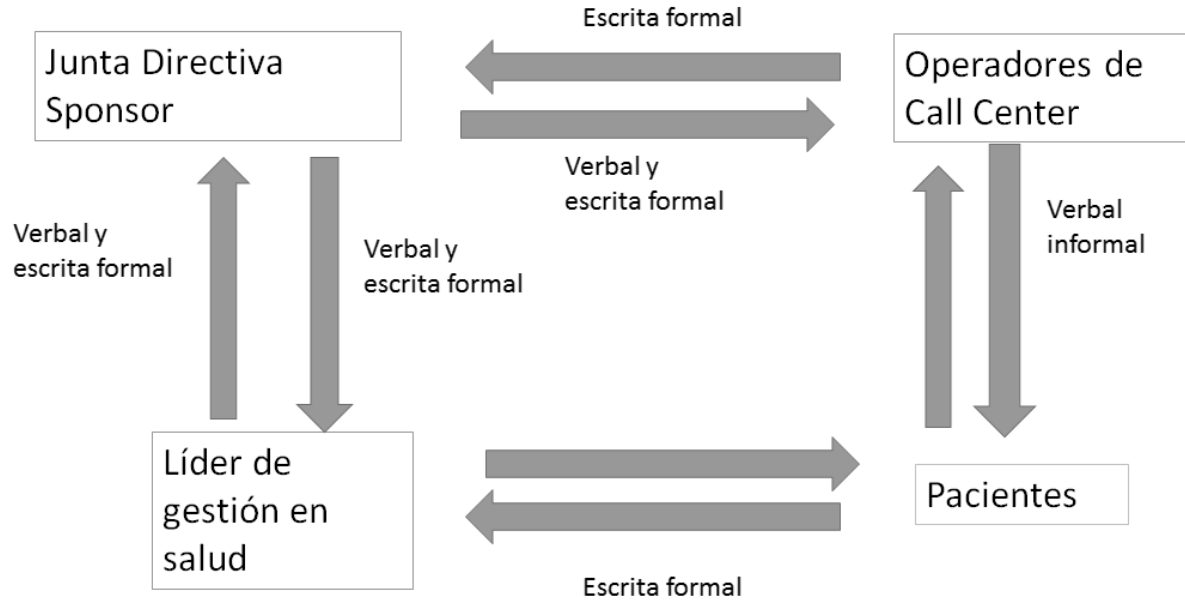 Escrita formal
Junta Directiva
Sponsor
Operadores de
Call Center
Verbal y
escrita formal
Verbal y
escrita formal
Verbal y
escrita formal
Verbal
informal
Líder de
gestión en
salud
Pacientes
Escrita formal